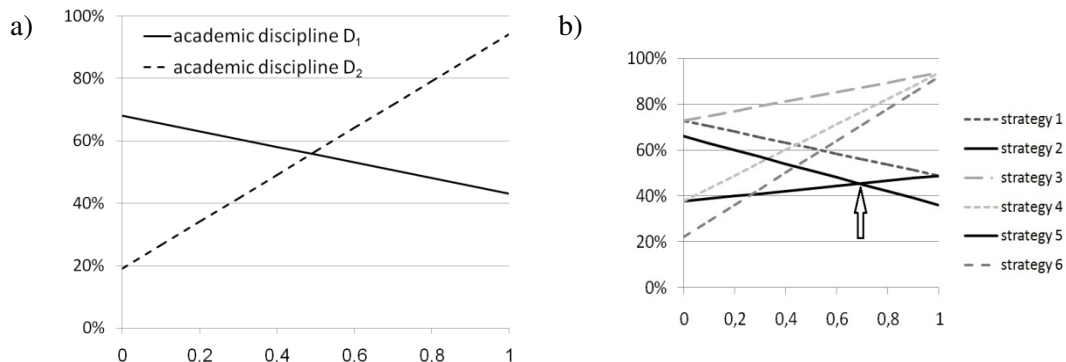 a)
100%
80%
60%
40%
20%
0%
academic discipline D₁
academic discipline D₂
0 0.2 0.4 0.6 0.8 1
b)
100%
80%
60%
40%
20%
0%
0 0,2 0,4 0,6 0,8 1
strategy 1
strategy 2
strategy 3
strategy 4
strategy 5
strategy 6